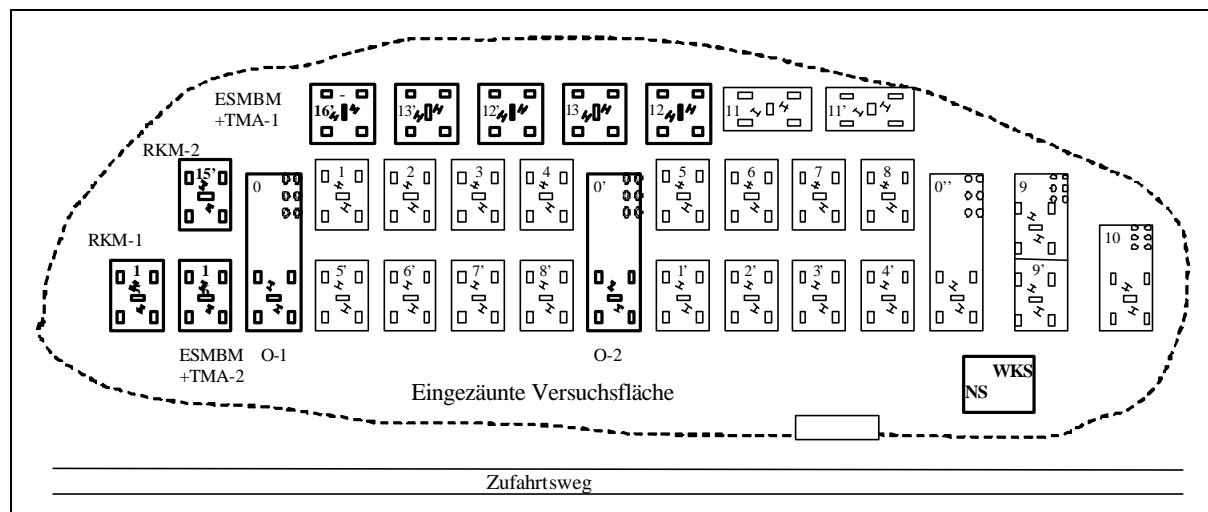 ESMBM
+TMA-1
16' 13' 12' 13 12 11 11'
RKM-2
15' 0 1 2 3 4 0' 5 6 7 8 0'' 9
10
RKM-1
5' 6' 7' 8' 1' 2' 3' 4' 9'
ESMBM
+TMA-2
O-1 O-2
WKS
NS
Eingezäunte Versuchsfläche
Zufahrtsweg